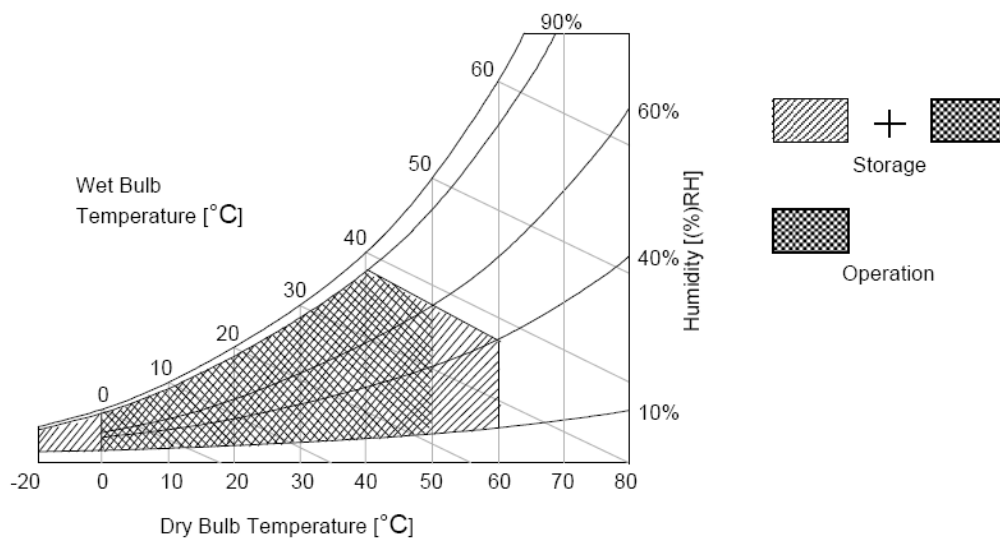 90%
60
60%
50
Wet Bulb
Temperature [°C]
40
40%
30
20
10
0
10%
Humidity [(%)RH]
-20 0 10 20 30 40 50 60 70 80
Dry Bulb Temperature [°C]
+
Storage
Operation